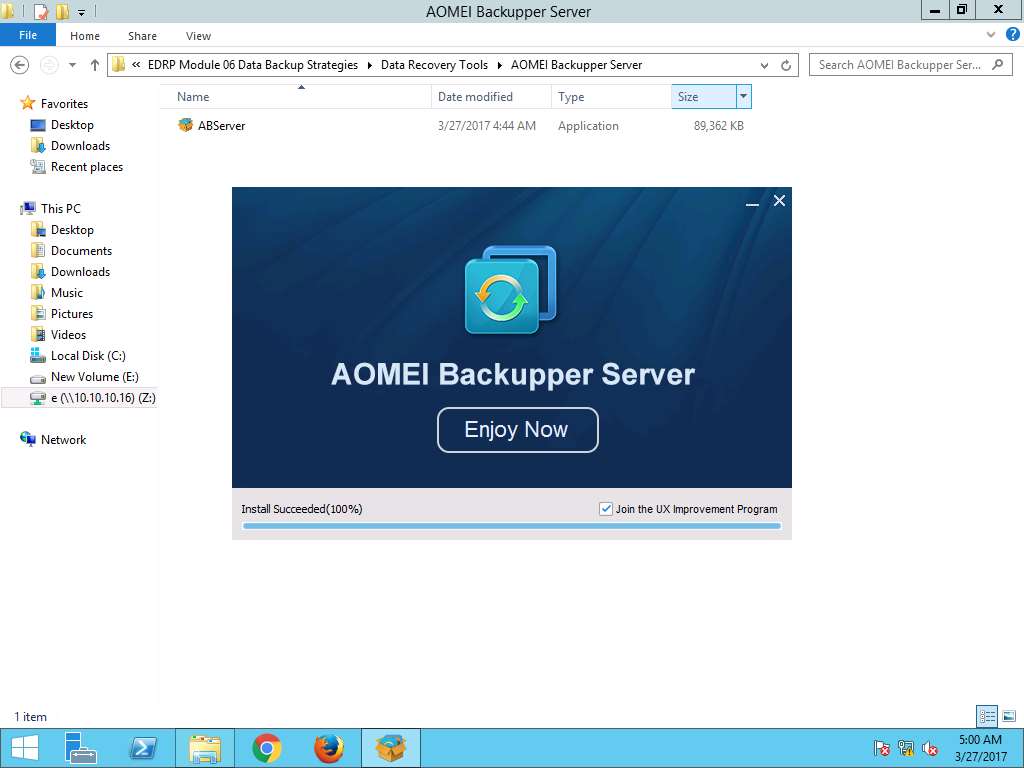 AOMEI Backupper Server
File
Home
Share
View
« EDRP Module 06 Data Backup Strategies
Data Recovery Tools
AOMEI Backupper Server
Search AOMEI Backupper Ser...
Name
Date modified
Type
Size
ABServer
3/27/2017 4:44 AM
Application
89,362 KB
Favorites
Desktop
Downloads
Recent places
This PC
Desktop
Documents
Downloads
Music
Pictures
Videos
Local Disk (C:)
New Volume (E:)
e (\\10.10.10.16) (Z:)
Network
AOMEI Backupper Server
Enjoy Now
Install Succeeded(100%)
Join the UX Improvement Program
1 item
5:00 AM
3/27/2017